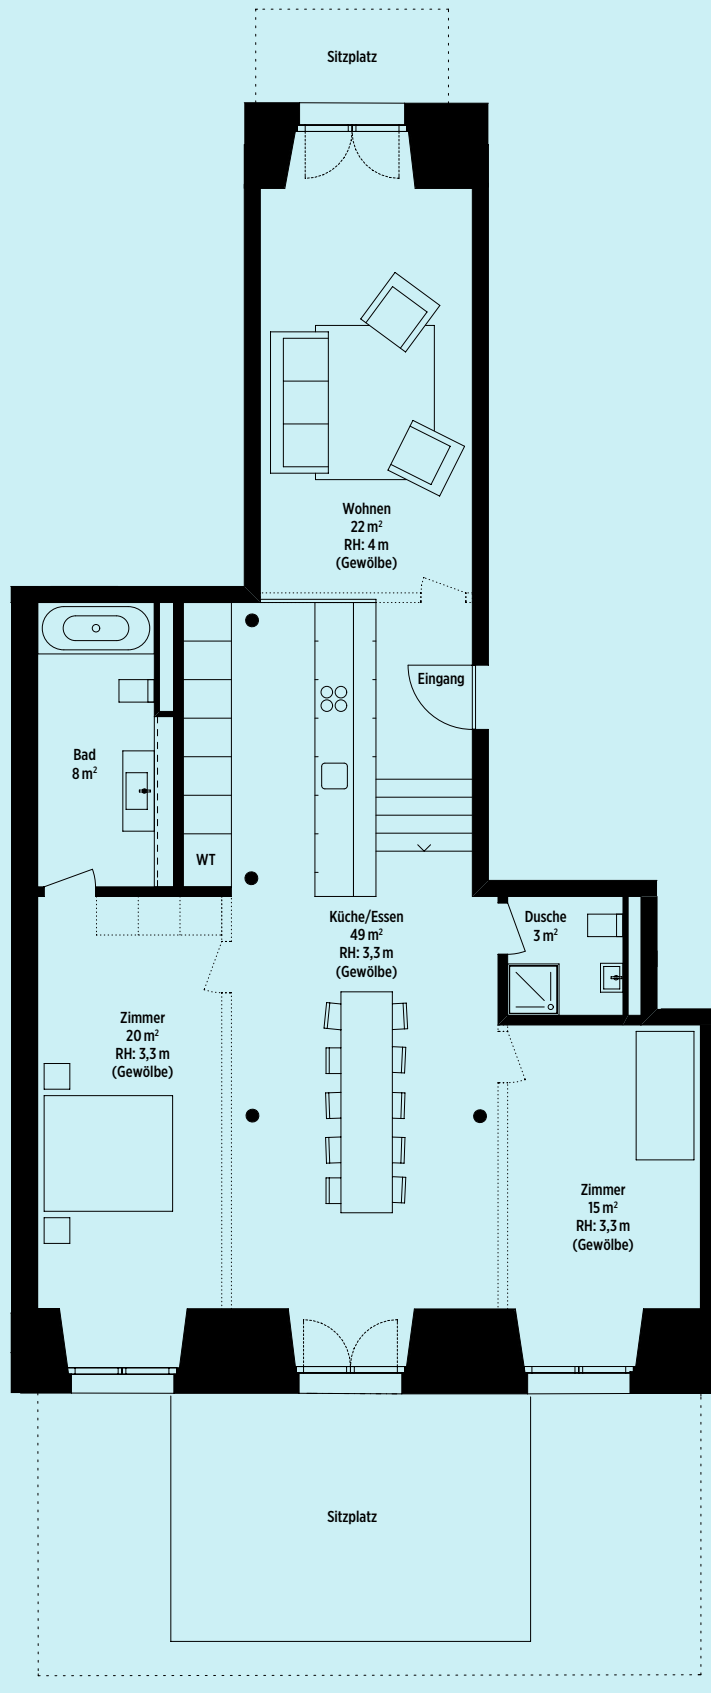 Sitzplatz
Wohnen
22 m²
RH: 4 m
(Gewölbe)
Eingang
Bad
8 m²
WT
Küche/Essen
49 m²
RH: 3,3 m
(Gewölbe)
Dusche
3 m²
Zimmer
20 m²
RH: 3,3 m
(Gewölbe)
Zimmer
15 m²
RH: 3,3 m
(Gewölbe)
Sitzplatz